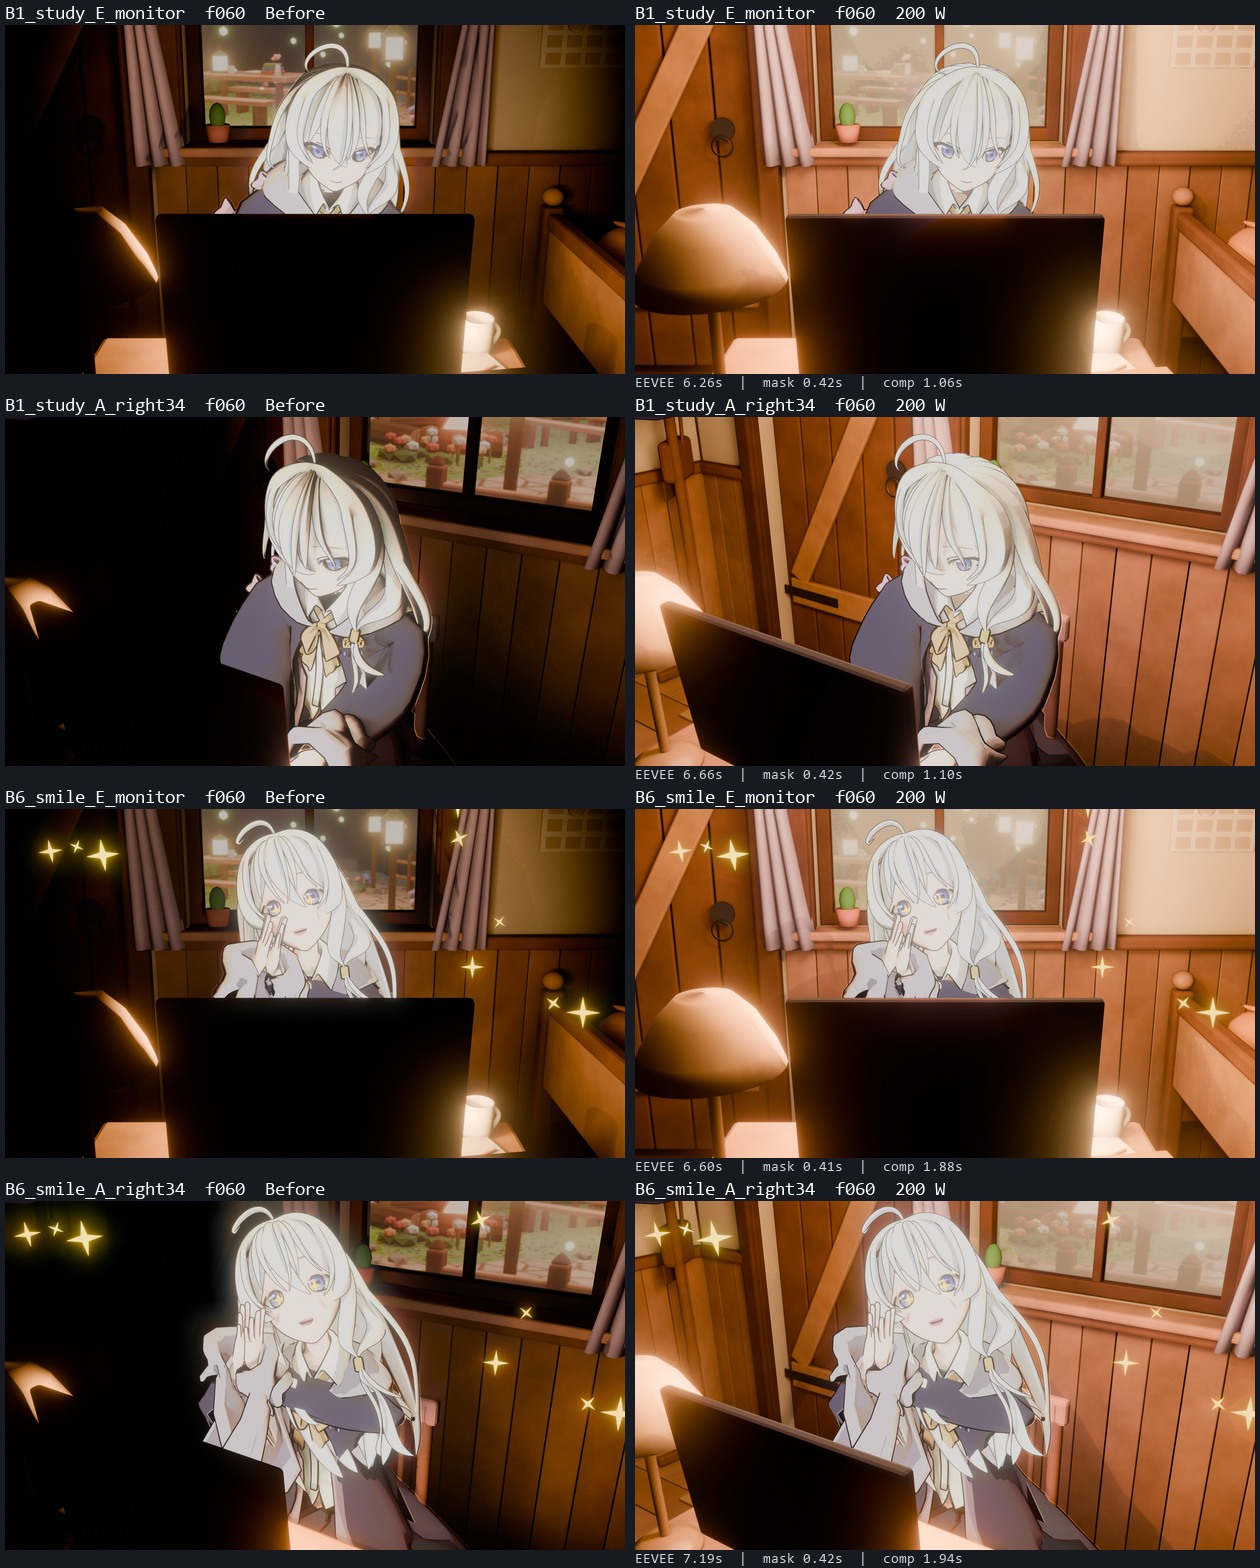 B1_study_E_monitor  f060  Before
B1_study_E_monitor  f060  200 W
EEVEE 6.26s  |  mask 0.42s  |  comp 1.06s
B1_study_A_right34  f060  Before
B1_study_A_right34  f060  200 W
EEVEE 6.66s  |  mask 0.42s  |  comp 1.10s
B6_smile_E_monitor  f060  Before
B6_smile_E_monitor  f060  200 W
EEVEE 6.60s  |  mask 0.41s  |  comp 1.88s
B6_smile_A_right34  f060  Before
B6_smile_A_right34  f060  200 W
EEVEE 7.19s  |  mask 0.42s  |  comp 1.94s